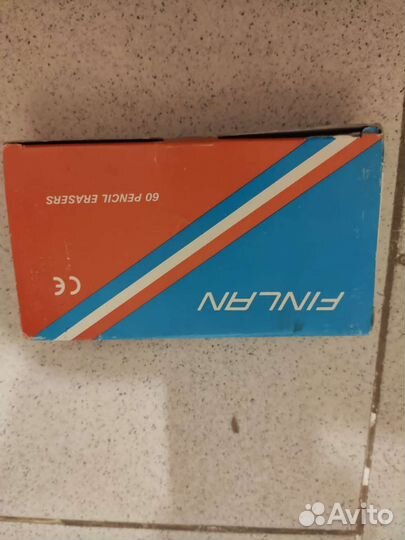 FINLAN
60 PENCIL ERASERS
CE
Avito